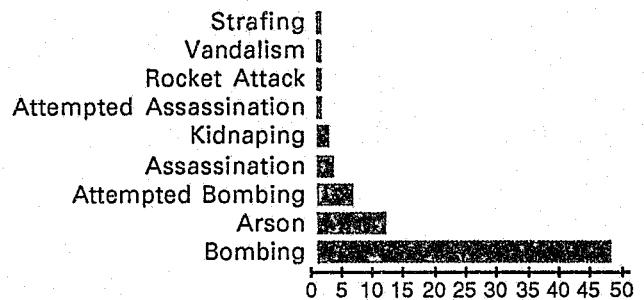 Strafing
Vandalism
Rocket Attack
Attempted Assassination
Kidnaping
Assassination
Attempted Bombing
Arson
Bombing
0 5 10 15 20 25 30 35 40 45 50